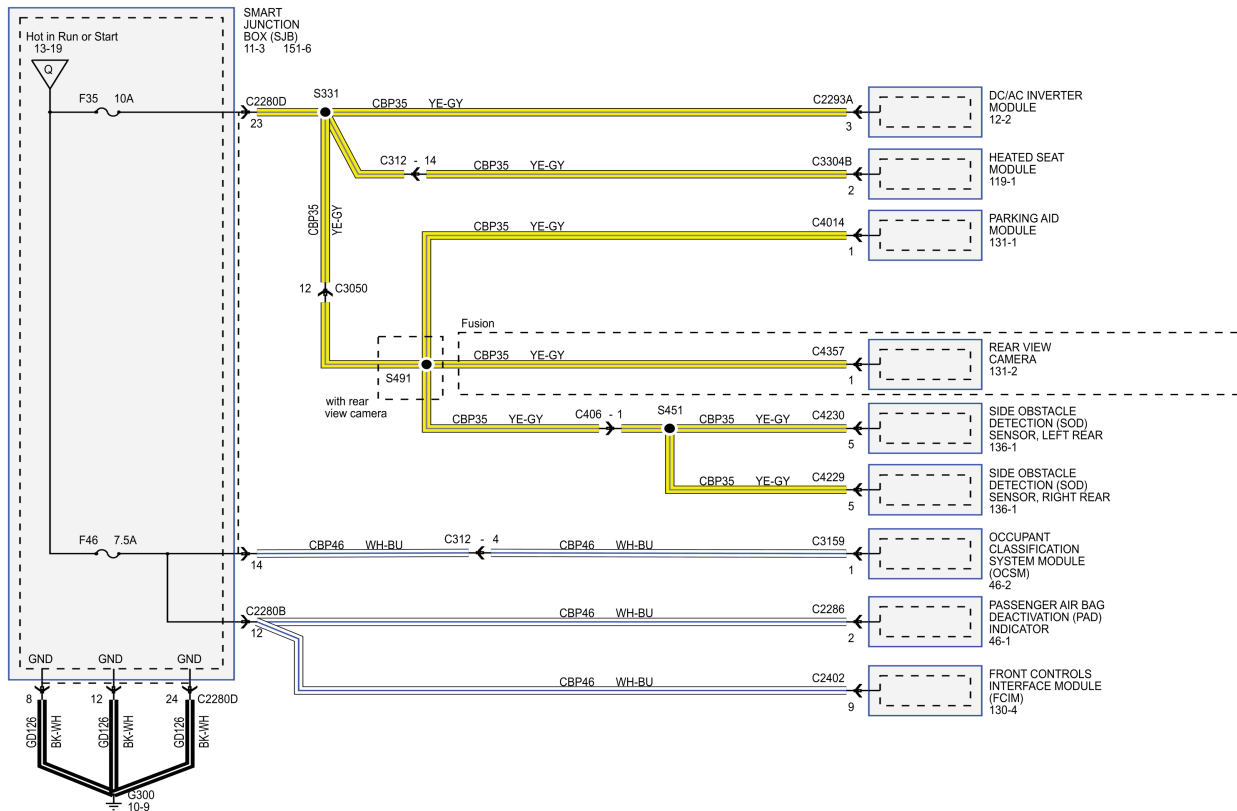 SMART
JUNCTION
BOX (SJB)
11-3 151-6
Hot in Run or Start
13-19
Q
F35 10A
C2280D
23
S331
CBP35 YE-GY
C2293A
3
DC/AC INVERTER
MODULE
12-2
C312 - 14
CBP35 YE-GY
C3304B
2
HEATED SEAT
MODULE
119-1
CBP35
YE-GY
CBP35 YE-GY
C4014
1
PARKING AID
MODULE
131-1
12 C3050
Fusion
S491
with rear
view camera
CBP35 YE-GY
C4357
1
REAR VIEW
CAMERA
131-2
CBP35 YE-GY
C406 - 1
S451
CBP35 YE-GY
C4230
5
SIDE OBSTACLE
DETECTION (SOD)
SENSOR, LEFT REAR
136-1
CBP35 YE-GY
C4229
5
SIDE OBSTACLE
DETECTION (SOD)
SENSOR, RIGHT REAR
136-1
F46 7.5A
14
CBP46 WH-BU
C312 - 4
CBP46 WH-BU
C3159
1
OCCUPANT
CLASSIFICATION
SYSTEM MODULE
(OCSM)
46-2
C2280B
12
CBP46 WH-BU
C2286
2
PASSENGER AIR BAG
DEACTIVATION (PAD)
INDICATOR
46-1
CBP46 WH-BU
C2402
9
FRONT CONTROLS
INTERFACE MODULE
(FCIM)
130-4
GND GND GND
8 12 24 C2280D
GD126
BK-WH
GD126
BK-WH
GD126
BK-WH
G300
10-9